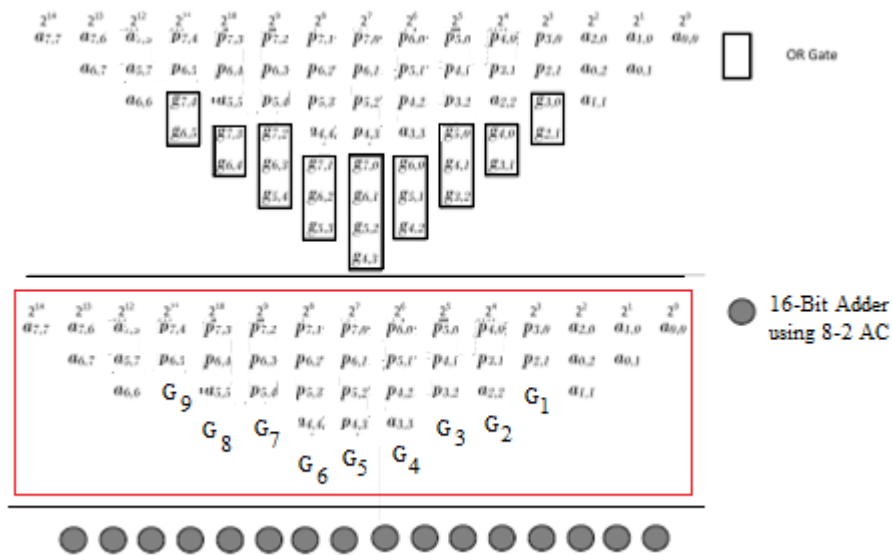 2^14 2^13 2^12 2^11 2^10 2^9 2^8 2^7 2^6 2^5 2^4 2^3 2^2 2^1 2^0
a7,7 a7,6 p7,4 p7,3 p7,2 p7,1 p7,0 p6,0 p5,0 p4,0 p3,0 a2,0 a1,0 a0,0
a6,7 a5,7 p6,5 p6,4 p6,3 p6,2 p6,1 p5,1 p4,1 p3,1 p2,1 a0,2 a0,1
OR Gate
a6,6 g7,4 a5,5 p5,4 p5,3 p5,2 p4,2 p3,2 a2,2 g3,0 a1,1
g6,5 g7,3 g7,2 a4,4 p4,3 a3,3 g5,0 g4,0 g2,1
g6,4 g6,3 g7,1 g7,0 g6,0 g4,1 g3,1
g5,4 g6,2 g6,1 g5,1 g3,2
g5,3 g5,2 g4,2
g4,3
2^14 2^13 2^12 2^11 2^10 2^9 2^8 2^7 2^6 2^5 2^4 2^3 2^2 2^1 2^0
a7,7 a7,6 p7,4 p7,3 p7,2 p7,1 p7,0 p6,0 p5,0 p4,0 p3,0 a2,0 a1,0 a0,0
a6,7 a5,7 p6,5 p6,4 p6,3 p6,2 p6,1 p5,1 p4,1 p3,1 p2,1 a0,2 a0,1
a6,6 G9 a5,5 p5,4 p5,3 p5,2 p4,2 p3,2 a2,2 G1 a1,1
G8 G7 a4,4 p4,3 a3,3 G3 G2
G6 G5 G4
16-Bit Adder
using 8-2 AC